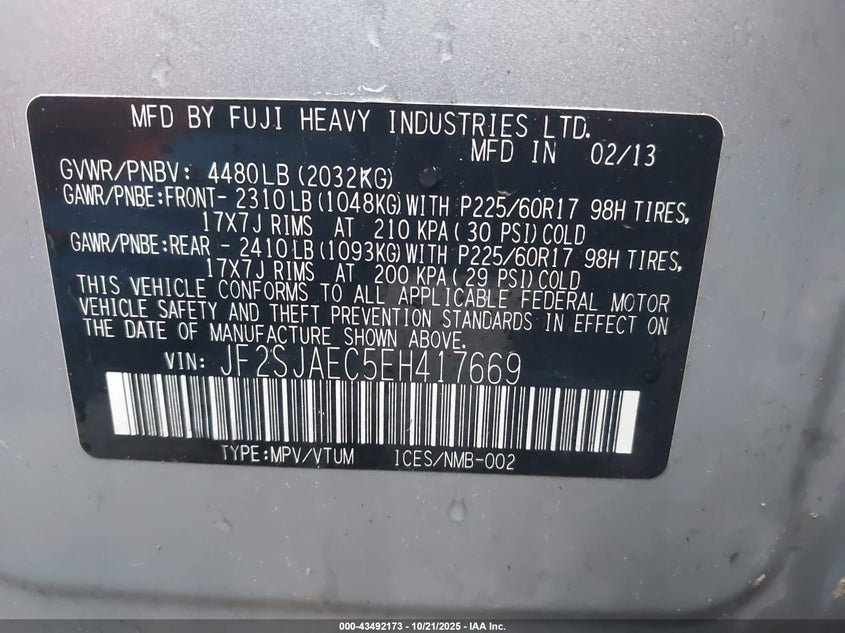 MFD BY FUJI HEAVY INDUSTRIES LTD.
MFD IN 02/13
GVWR/PNBV: 4480LB(2032KG)
GAWR/PNBE:FRONT- 2310LB(1048KG)WITH P225/60R17 98H TIRES,
17X7J RIMS AT 210 KPA(30 PSI)COLD
GAWR/PNBE:REAR - 2410LB(1093KG)WITH P225/60R17 98H TIRES,
17X7J RIMS AT 200 KPA(29 PSI)COLD
THIS VEHICLE CONFORMS TO ALL APPLICABLE FEDERAL MOTOR
VEHICLE SAFETY AND THEFT PREVENTION STANDARDS IN EFFECT ON
THE DATE OF MANUFACTURE SHOWN ABOVE.
VIN: JF2SJAEC5EH417669
TYPE:MPV/VTUM ICES/NMB-002
000-43492173 - 10/21/2025 - IAA Inc.